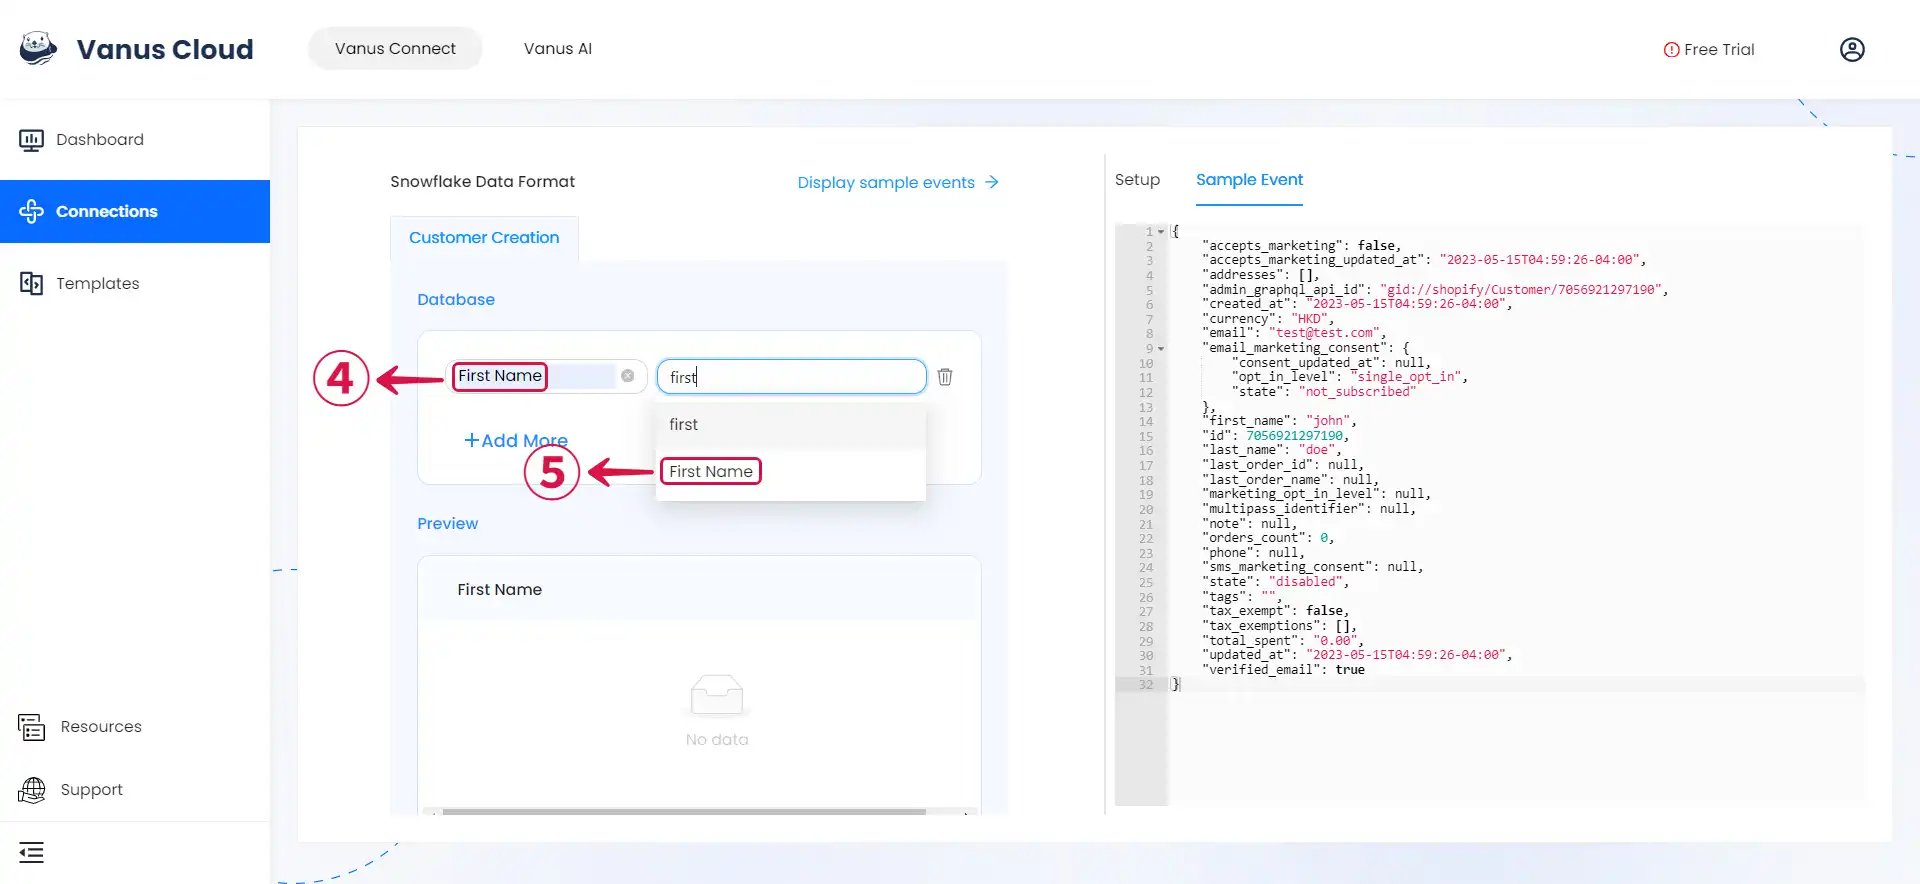 Vanus Cloud
Vanus Connect
Vanus AI
Free Trial
Dashboard
Connections
Templates
Resources
Support
Snowflake Data Format
Display sample events →
Customer Creation
Database
4
First Name
first
first
+Add More
5
First Name
Preview
First Name
No data
Setup
Sample Event
1 {
2 "accepts_marketing": false,
3 "accepts_marketing_updated_at": "2023-05-15T04:59:26-04:00",
4 "addresses": [],
5 "admin_graphql_api_id": "gid://shopify/Customer/7056921297190",
6 "created_at": "2023-05-15T04:59:26-04:00",
7 "currency": "HKD",
8 "email": "test@test.com",
9 "email_marketing_consent": {
10 "consent_updated_at": null,
11 "opt_in_level": "single_opt_in",
12 "state": "not_subscribed"
13 },
14 "first_name": "john",
15 "id": 7056921297190,
16 "last_name": "doe",
17 "last_order_id": null,
18 "last_order_name": null,
19 "marketing_opt_in_level": null,
20 "multipass_identifier": null,
21 "note": null,
22 "orders_count": 0,
23 "phone": null,
24 "sms_marketing_consent": null,
25 "state": "disabled",
26 "tags": "",
27 "tax_exempt": false,
28 "tax_exemptions": [],
29 "total_spent": "0.00",
30 "updated_at": "2023-05-15T04:59:26-04:00",
31 "verified_email": true
32 }